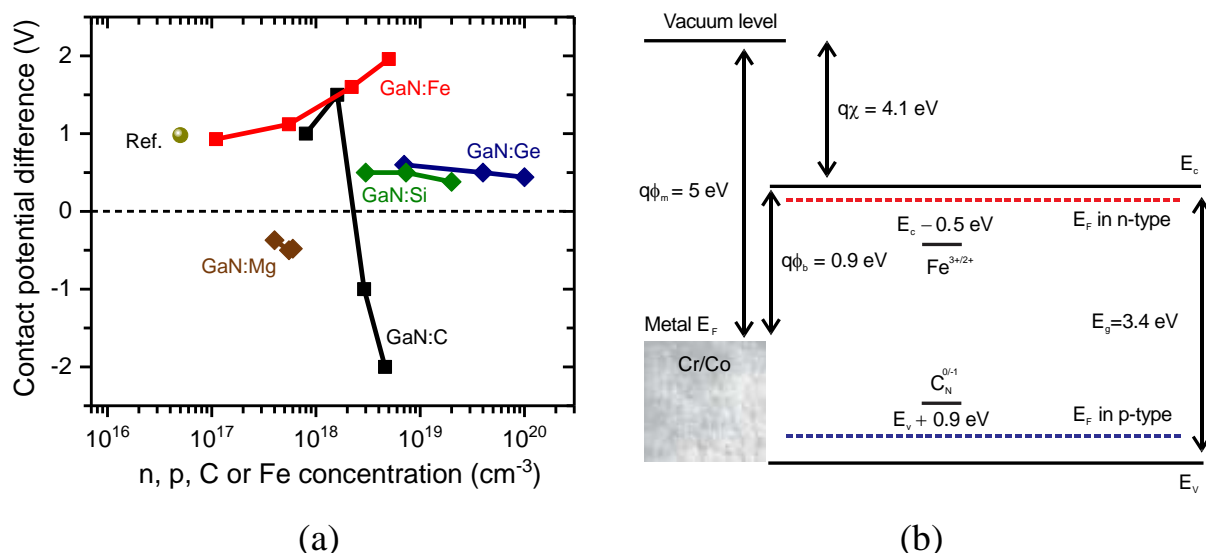 Contact potential difference (V)
2
1
0
-1
-2
GaN:Fe
Ref.
GaN:Ge
GaN:Si
GaN:Mg
GaN:C
10^16 10^17 10^18 10^19 10^20
n, p, C or Fe concentration (cm^-3)
(a)
Vacuum level
qχ = 4.1 eV
E_c
qϕ_m = 5 eV
E_F in n-type
E_c – 0.5 eV
Fe^3+/2+
qϕ_b = 0.9 eV
E_g=3.4 eV
Metal E_F
Cr/Co
C_N^0/-1
E_v + 0.9 eV
E_F in p-type
E_V
(b)